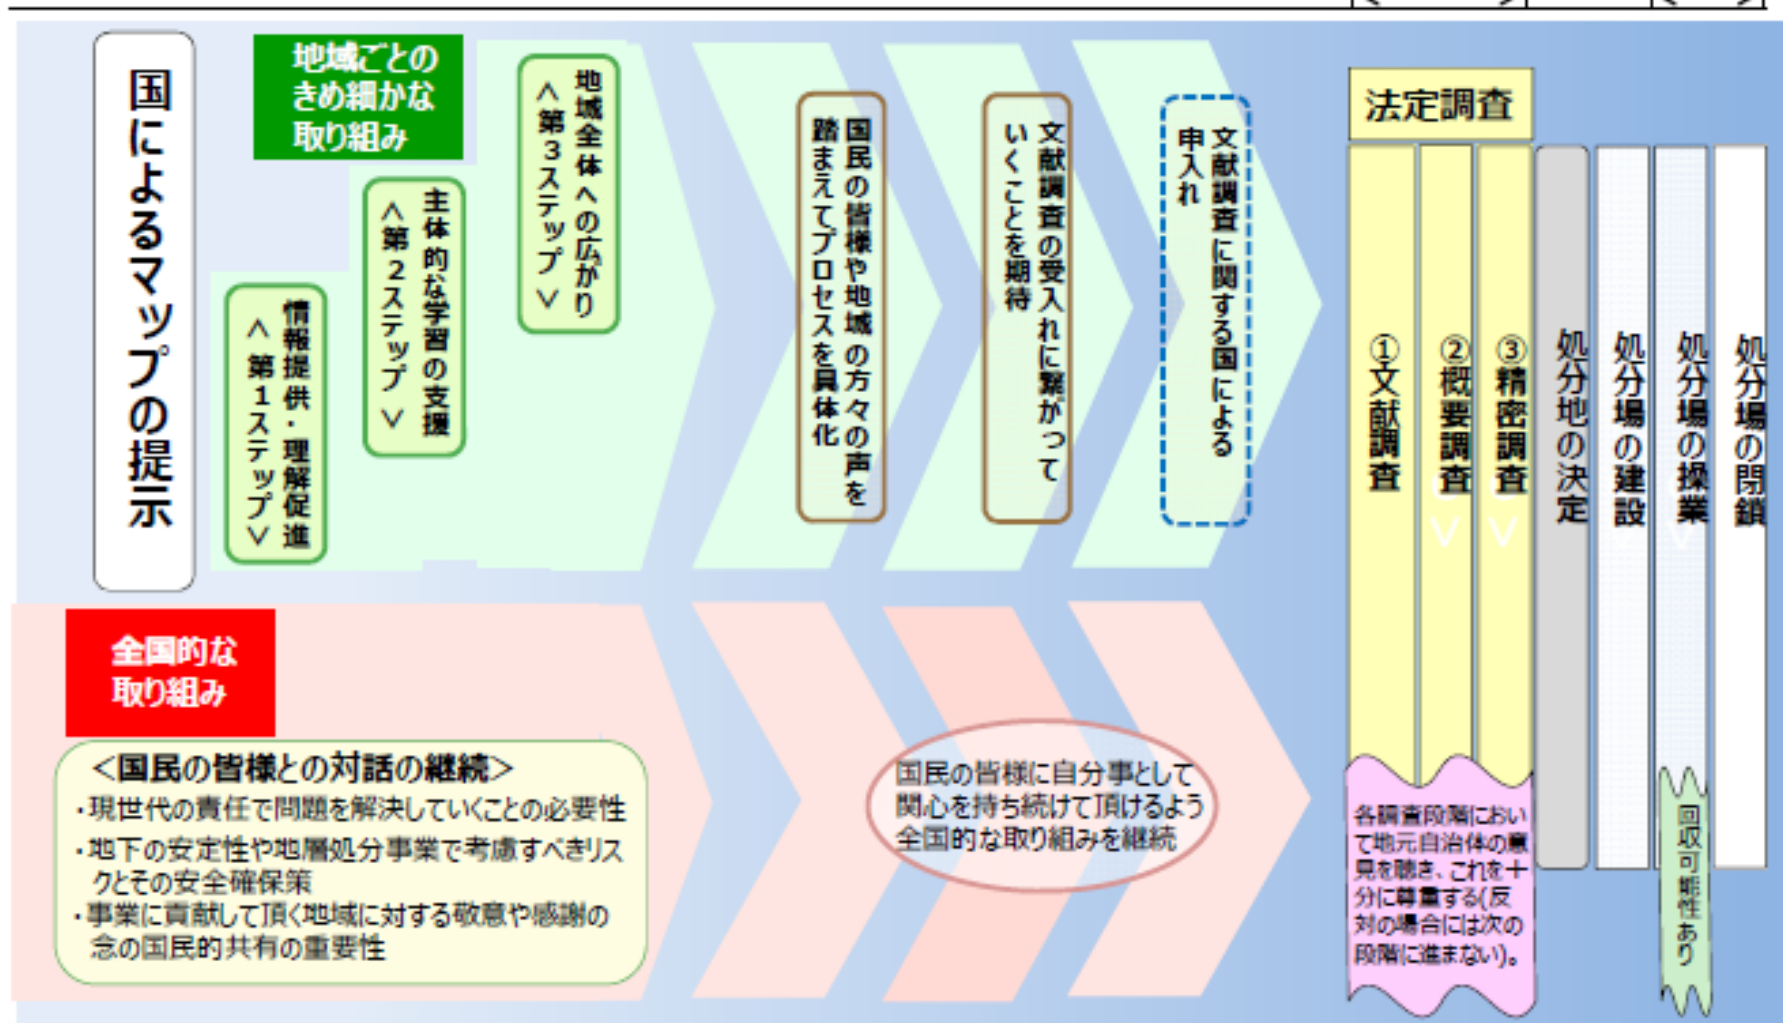 国によるマップの提示
地域ごとの
きめ細かな
取り組み
情報提供・理解促進
＜第1ステップ＞
主体的な学習の支援
＜第2ステップ＞
地域全体への広がり
＜第3ステップ＞
国民の皆様や地域の方々の声を
踏まえてプロセスを具体化
文献調査の受入れに繋がって
いくことを期待
文献調査に関する国による
申入れ
法定調査
①文献調査
②概要調査
③精密調査
処分地の決定
処分場の建設
処分場の操業
処分場の閉鎖
全国的な
取り組み
＜国民の皆様との対話の継続＞
・現世代の責任で問題を解決していくことの必要性
・地下の安定性や地層処分事業で考慮すべきリス
クとその安全確保策
・事業に貢献して頂く地域に対する敬意や感謝の
念の国民的共有の重要性
国民の皆様に自分事として
関心を持ち続けて頂けるよう
全国的な取り組みを継続
各調査段階におい
て地元自治体の意
見を聴き、これを十
分に尊重する(反
対の場合には次の
段階に進まない)。
回収可能性あり